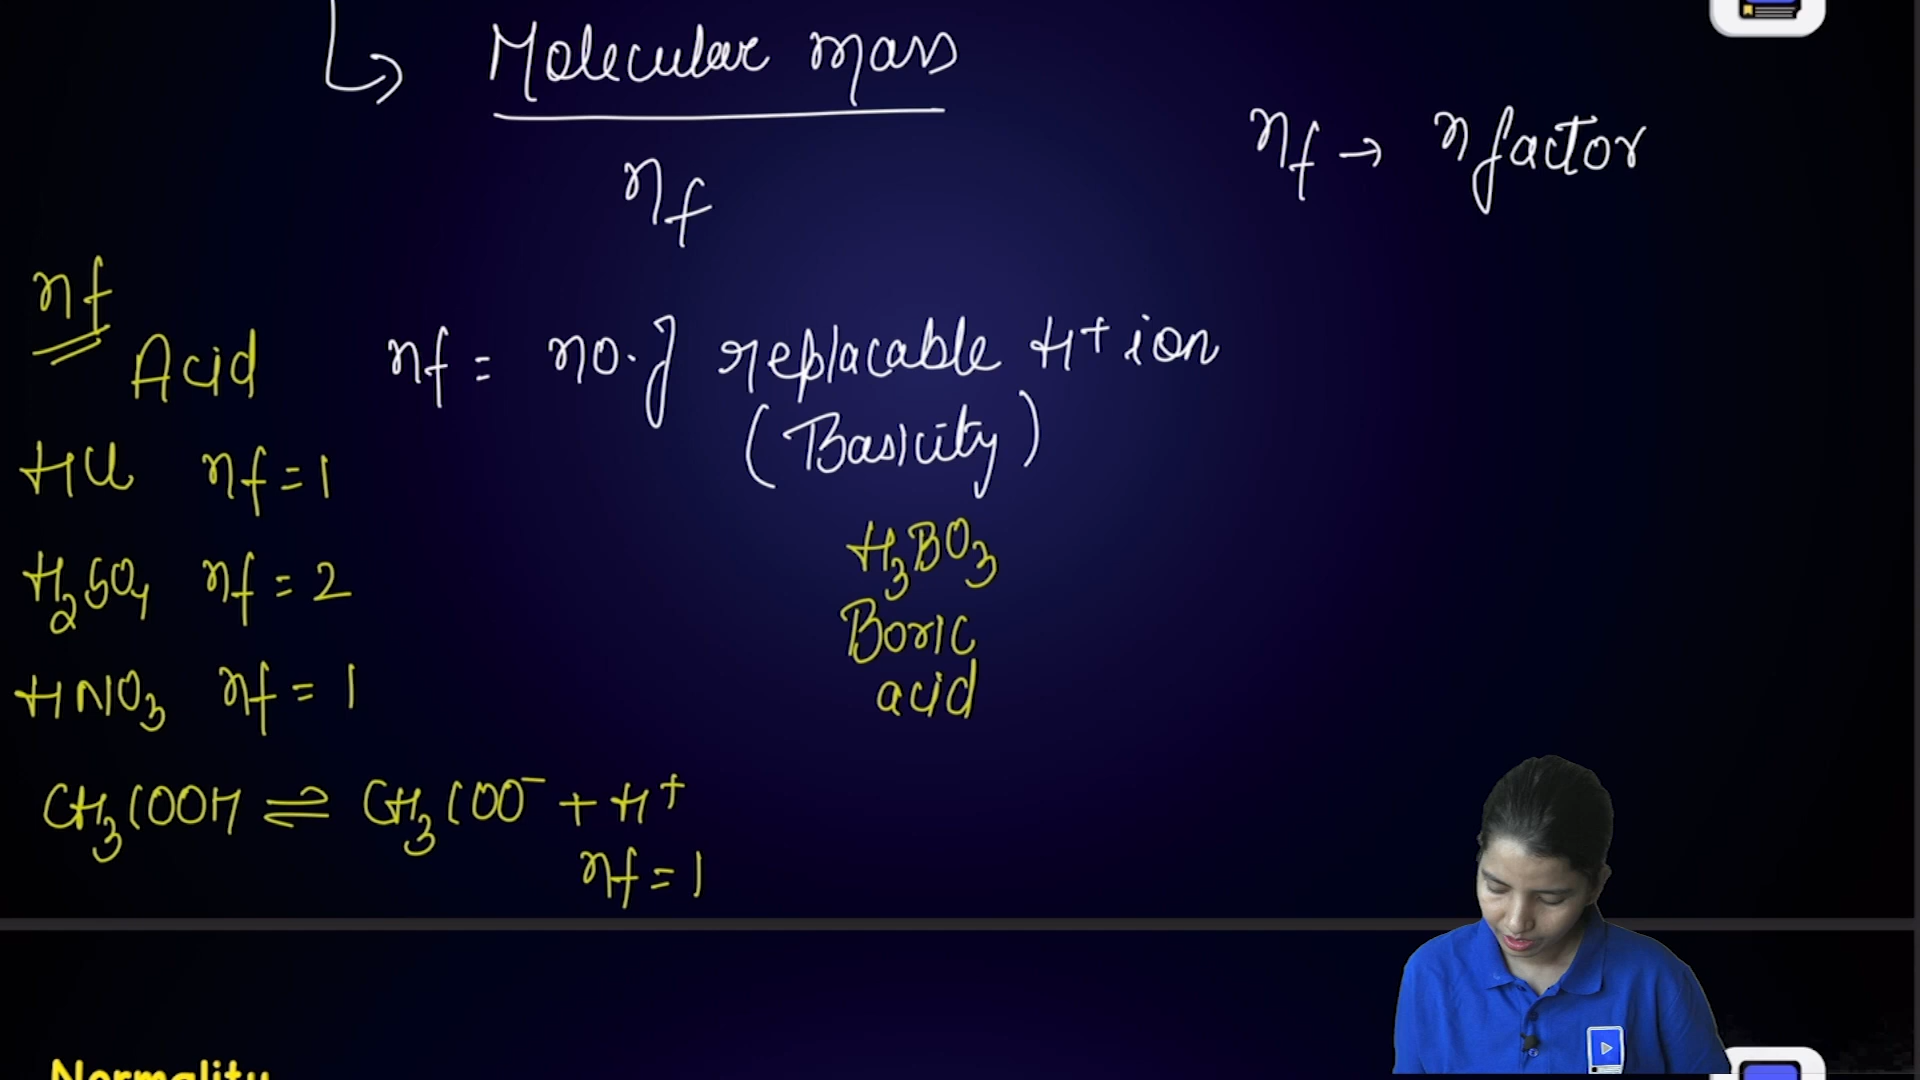 Molecular mass
nf
nf → n factor
nf
Acid
nf = no. of replacable H+ ion
(Basicity)
HCl nf = 1
H2SO4 nf = 2
HNO3 nf = 1
CH3COOH ⇌ CH3COO- + H+
nf = 1
H3BO3
Boric
acid
Normality